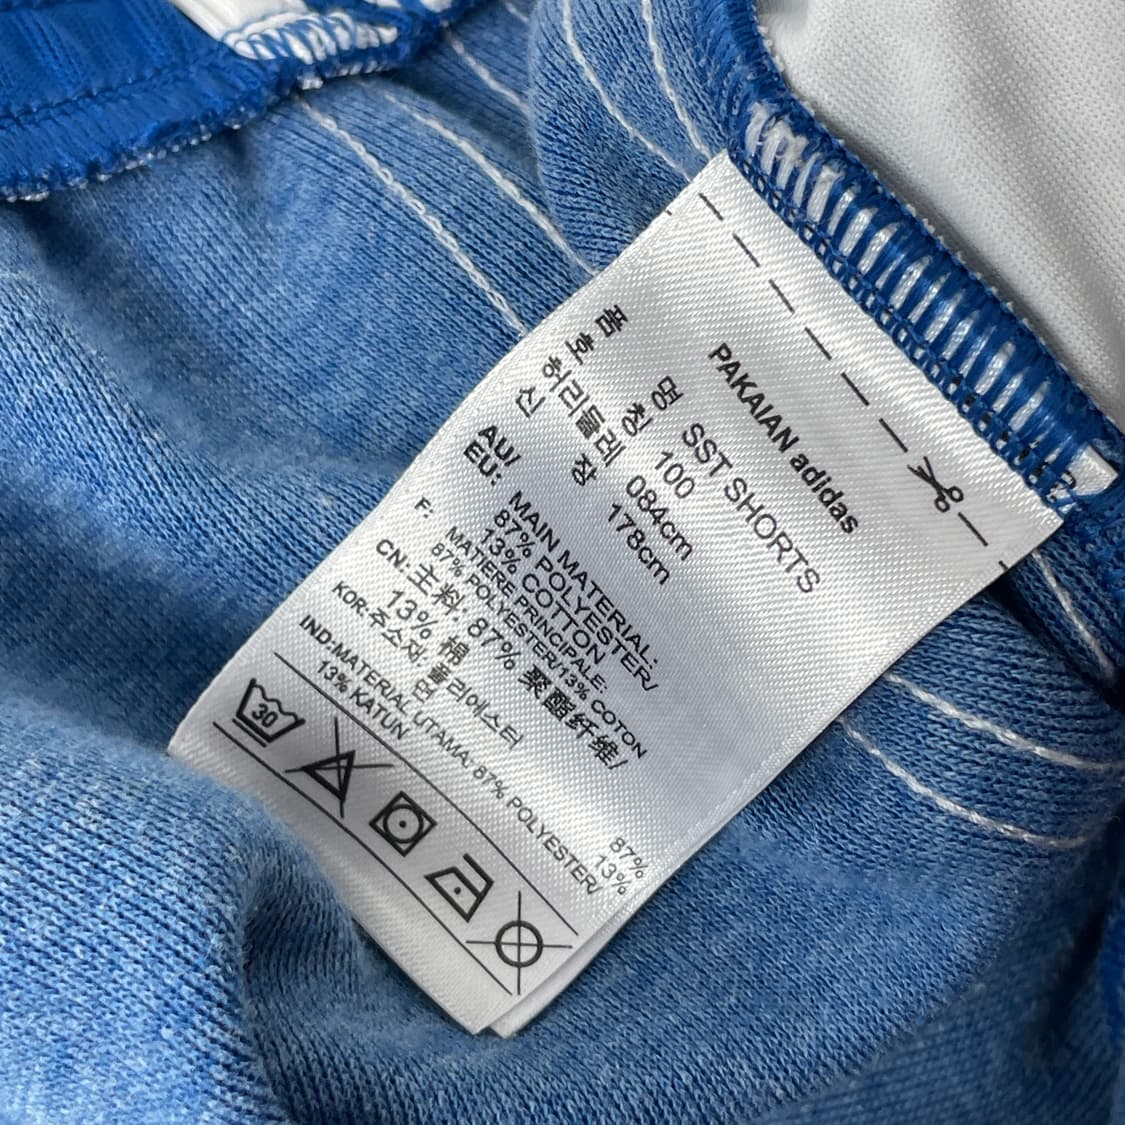 PAKAIAN adidas
품 명 SST SHORTS
호 칭 100
허리둘레 084cm
신 장 178cm
AU/
EU: MAIN MATERIAL:
87% POLYESTER/
13% COTTON
F: MATIERE PRINCIPALE:
87% POLYESTER/13% COTON
CN: 主料: 87% 聚酯纤维/
13% 棉
KOR:주소재: 폴리에스터 87%
면 13%
IND:MATERIAL UTAMA: 87% POLYESTER/
13% KATUN
30